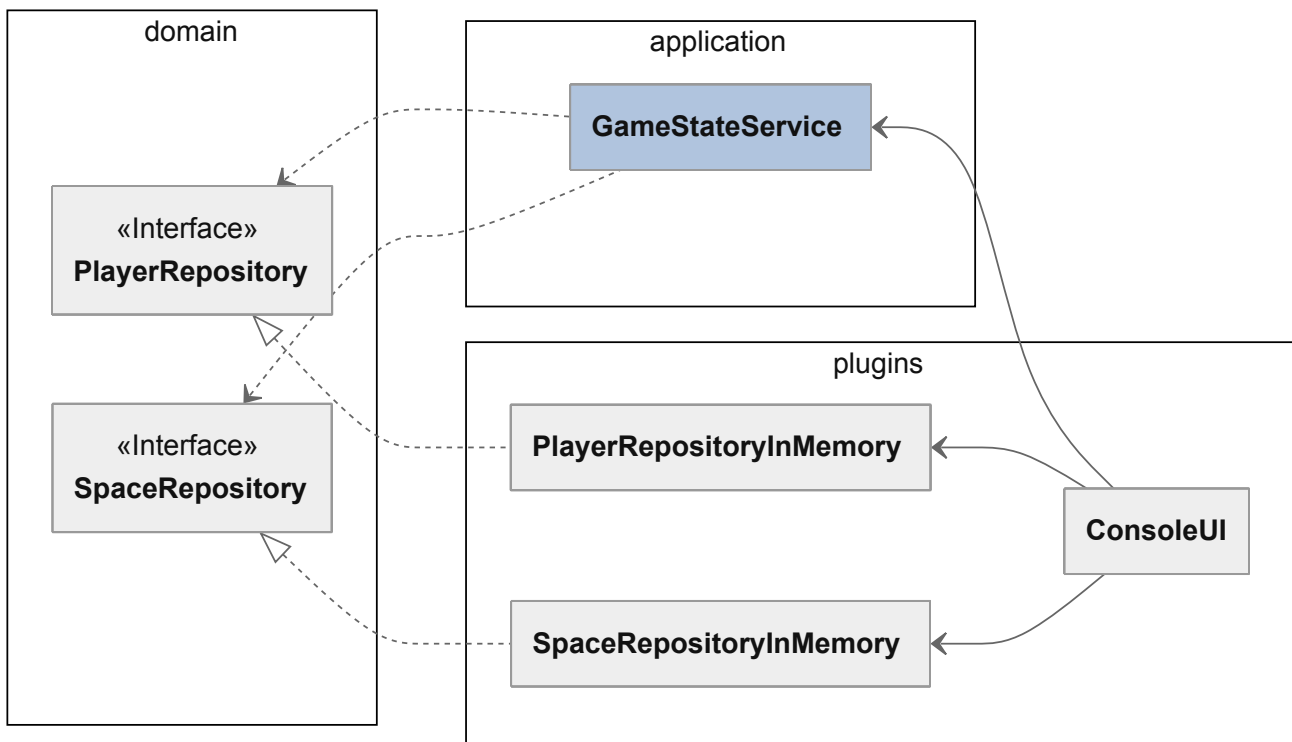 domain
application
GameStateService
«Interface»
PlayerRepository
plugins
«Interface»
SpaceRepository
PlayerRepositoryInMemory
ConsoleUI
SpaceRepositoryInMemory